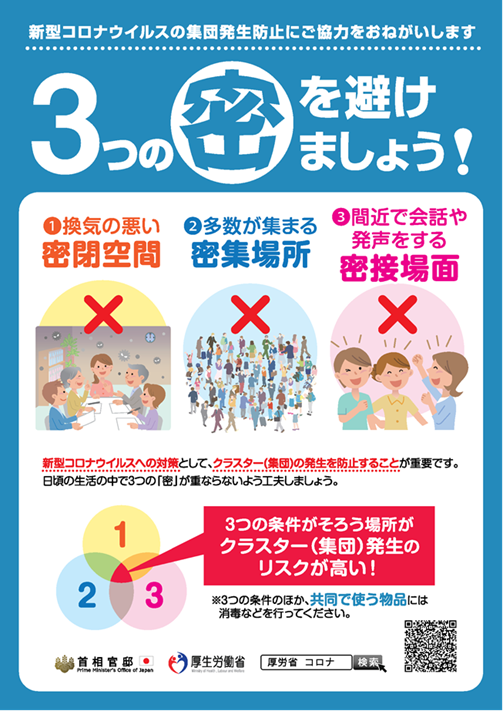 新型コロナウイルスの集団発生防止にご協力をおねがいします
3つの密を避け
ましょう!
❶換気の悪い
密閉空間
❷多数が集まる
密集場所
❸間近で会話や
発声をする
密接場面
新型コロナウイルスへの対策として、クラスター(集団)の発生を防止することが重要です。
日頃の生活の中で3つの「密」が重ならないよう工夫しましょう。
1
2
3
3つの条件がそろう場所が
クラスター(集団)発生の
リスクが高い!
※3つの条件のほか、共同で使う物品には
消毒などを行ってください。
首相官邸
Prime Minister's Office of Japan
厚生労働省
Ministry of Health, Labour and Welfare
厚労省 コロナ 検索